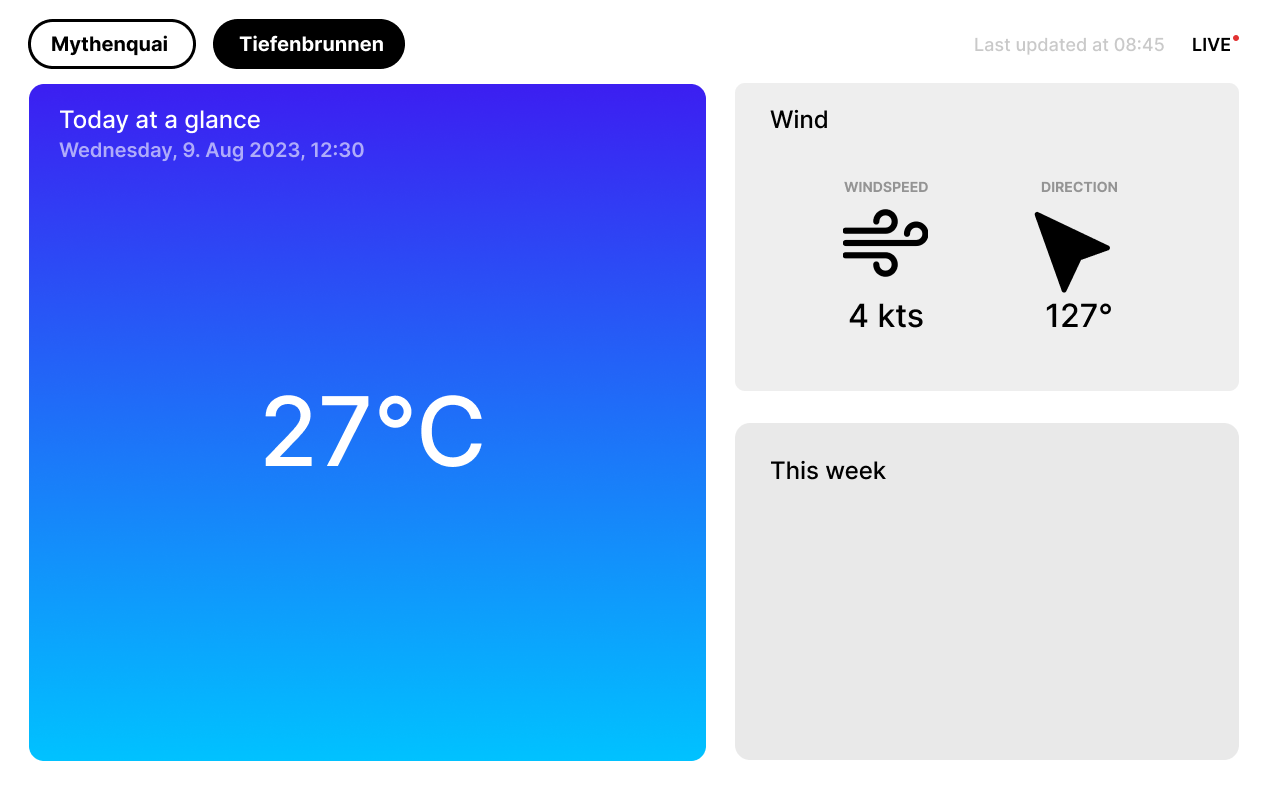 Mythenquai
Tiefenbrunnen
Last updated at 08:45
LIVE
Today at a glance
Wednesday, 9. Aug 2023, 12:30
27°C
Wind
WINDSPEED
DIRECTION
4 kts
127°
This week